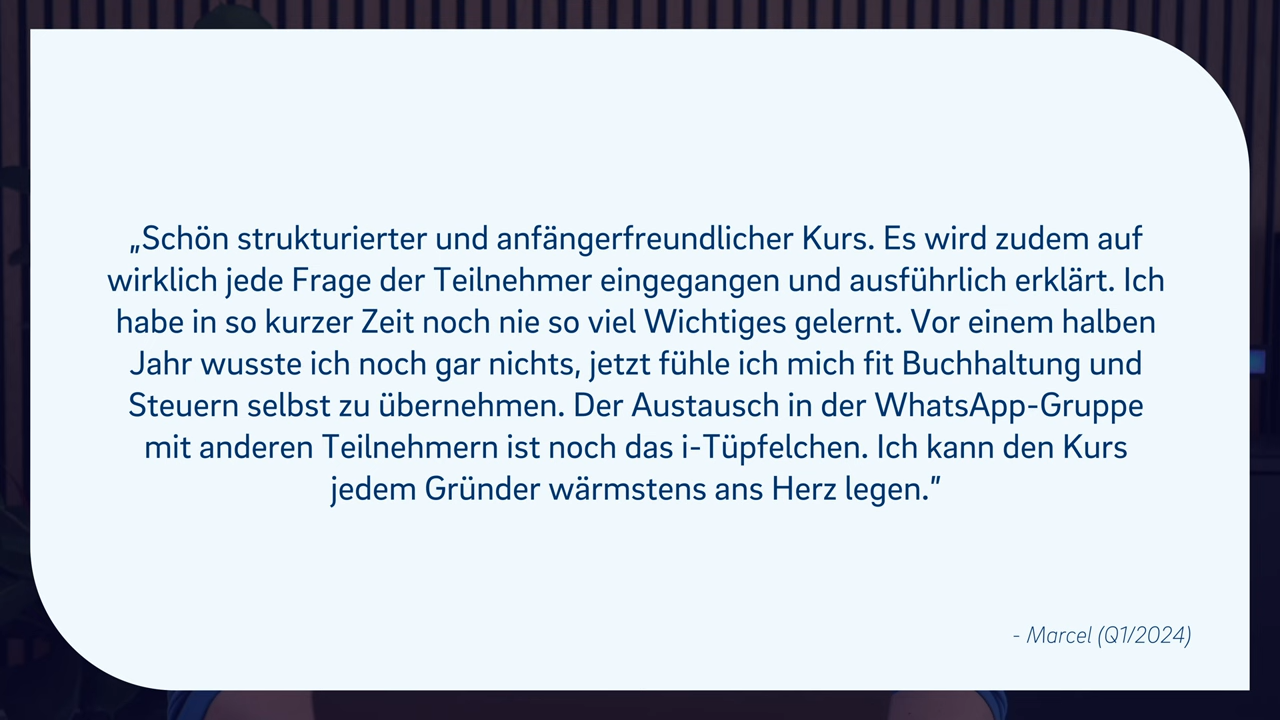 „Schön strukturierter und anfängerfreundlicher Kurs. Es wird zudem auf
wirklich jede Frage der Teilnehmer eingegangen und ausführlich erklärt. Ich
habe in so kurzer Zeit noch nie so viel Wichtiges gelernt. Vor einem halben
Jahr wusste ich noch gar nichts, jetzt fühle ich mich fit Buchhaltung und
Steuern selbst zu übernehmen. Der Austausch in der WhatsApp-Gruppe
mit anderen Teilnehmern ist noch das i-Tüpfelchen. Ich kann den Kurs
jedem Gründer wärmstens ans Herz legen.”
- Marcel (Q1/2024)